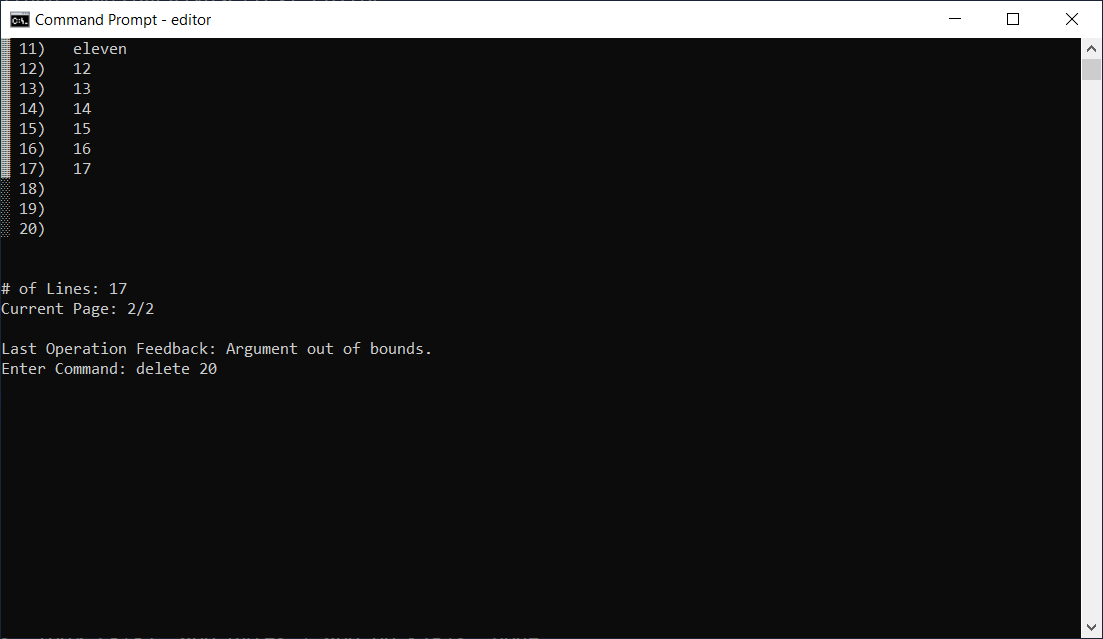 Command Prompt - editor
11) eleven
12) 12
13) 13
14) 14
15) 15
16) 16
17) 17
18)
19)
20)
# of Lines: 17
Current Page: 2/2
Last Operation Feedback: Argument out of bounds.
Enter Command: delete 20